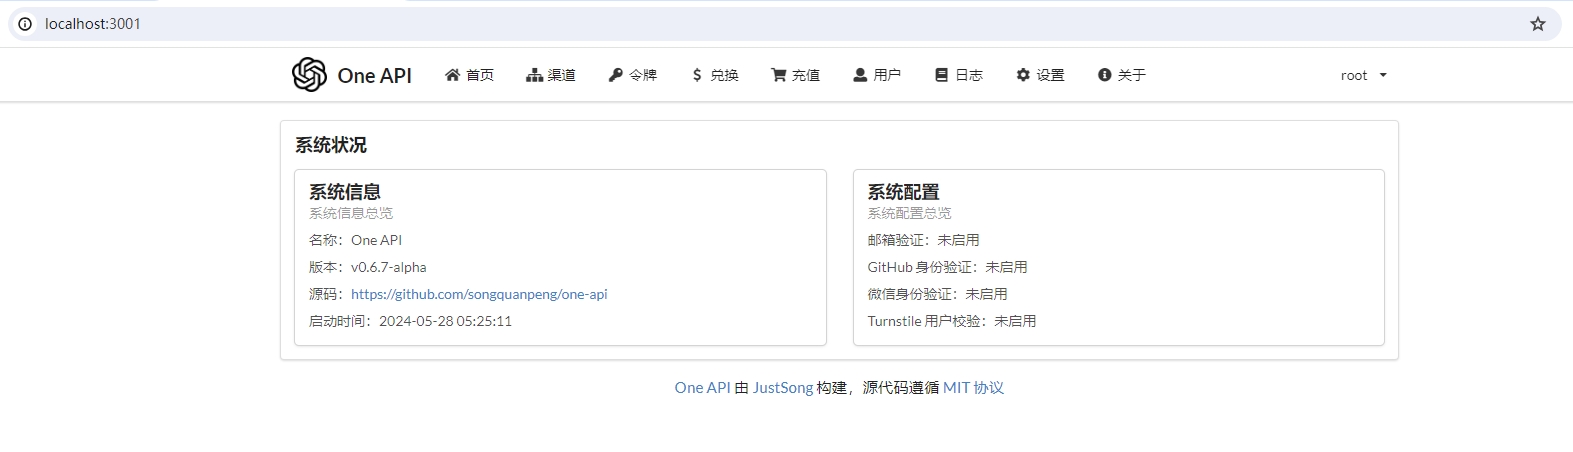 localhost:3001
One API 首页 渠道 令牌 兑换 充值 用户 日志 设置 关于 root
系统状况
系统信息
系统信息总览
名称：One API
版本：v0.6.7-alpha
源码：https://github.com/songquanpeng/one-api
启动时间：2024-05-28 05:25:11
系统配置
系统配置总览
邮箱验证：未启用
GitHub 身份验证：未启用
微信身份验证：未启用
Turnstile 用户校验：未启用
One API 由 JustSong 构建，源代码遵循 MIT 协议